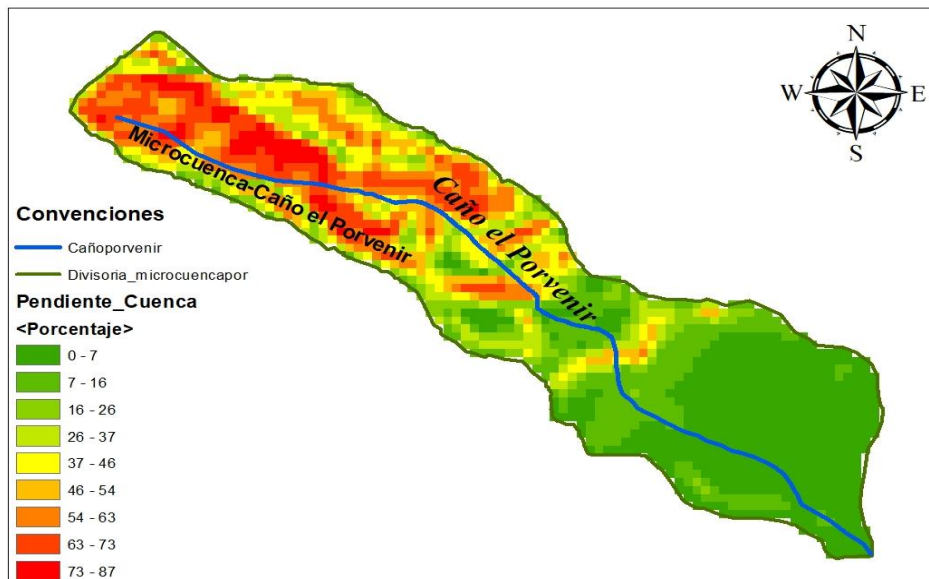 N
W E
S
Microcuenca-Caño el Porvenir
Caño el Porvenir
Convenciones
Cañoporvenir
Divisoria_microcuencapor
Pendiente_Cuenca
<Porcentaje>
0 - 7
7 - 16
16 - 26
26 - 37
37 - 46
46 - 54
54 - 63
63 - 73
73 - 87